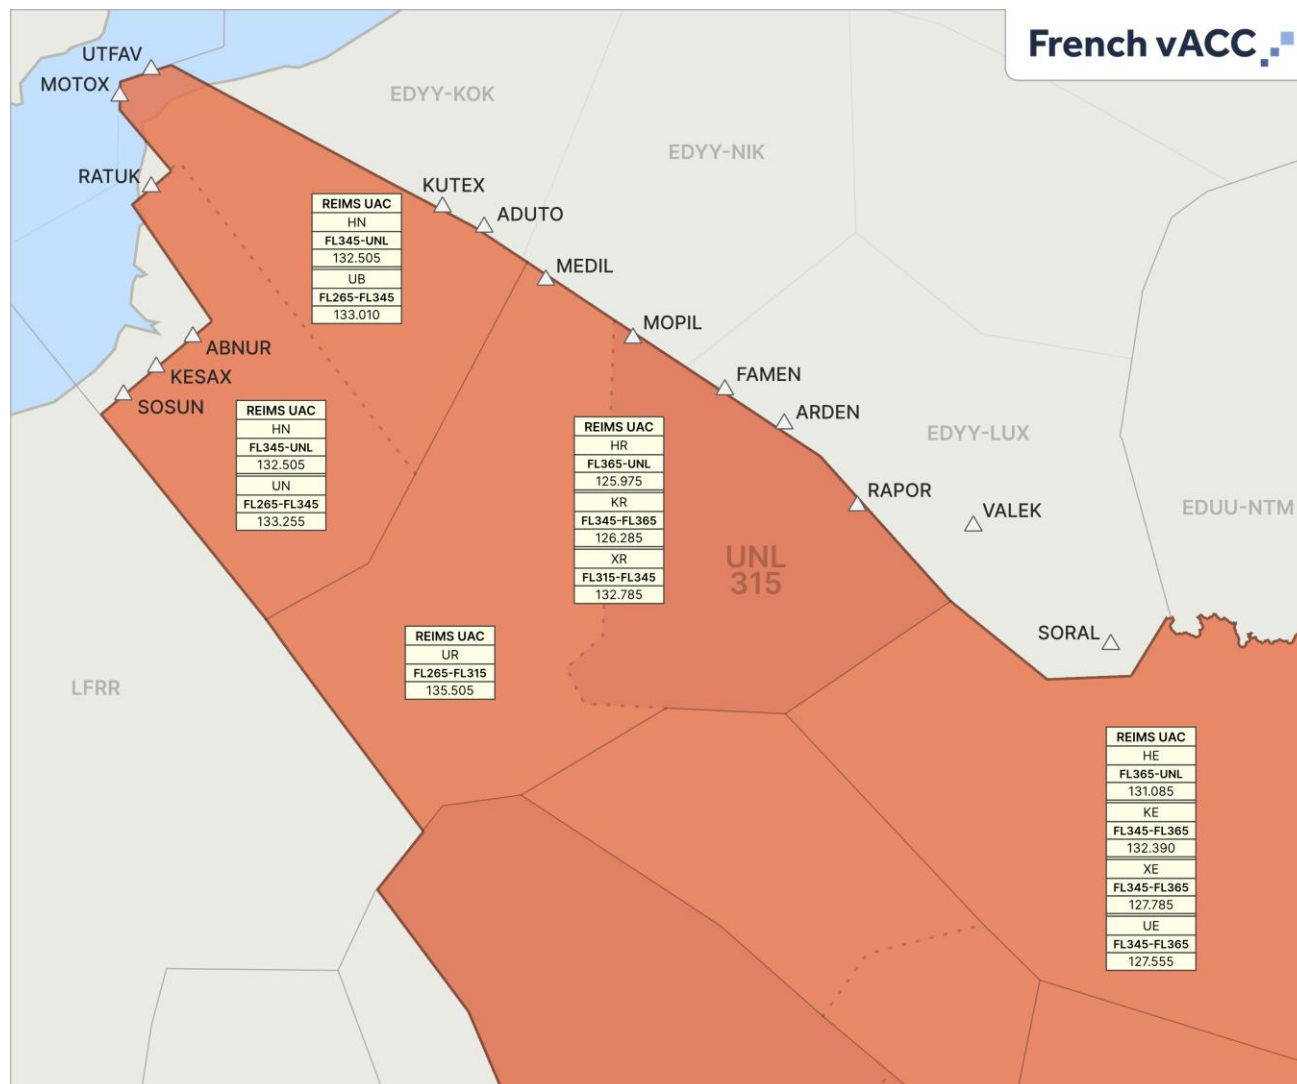 French vACC
UTFAV
MOTOX
EDYY-KOK
EDYY-NIK
RATUK
KUTEX
ADUTO
REIMS UAC
HN
FL345-UNL
132.505
UB
FL265-FL345
133.010
MEDIL
MOPIL
ABNUR
KESAX
SOSUN
FAMEN
ARDEN
EDYY-LUX
REIMS UAC
HN
FL345-UNL
132.505
UN
FL265-FL345
133.255
REIMS UAC
HR
FL365-UNL
125.975
KR
FL345-FL365
126.285
XR
FL315-FL345
132.785
RAPOR
VALEK
EDUU-NTM
UNL
315
SORAL
REIMS UAC
UR
FL265-FL315
135.505
LFRR
REIMS UAC
HE
FL365-UNL
131.085
KE
FL345-FL365
132.390
XE
FL345-FL365
127.785
UE
FL345-FL365
127.555